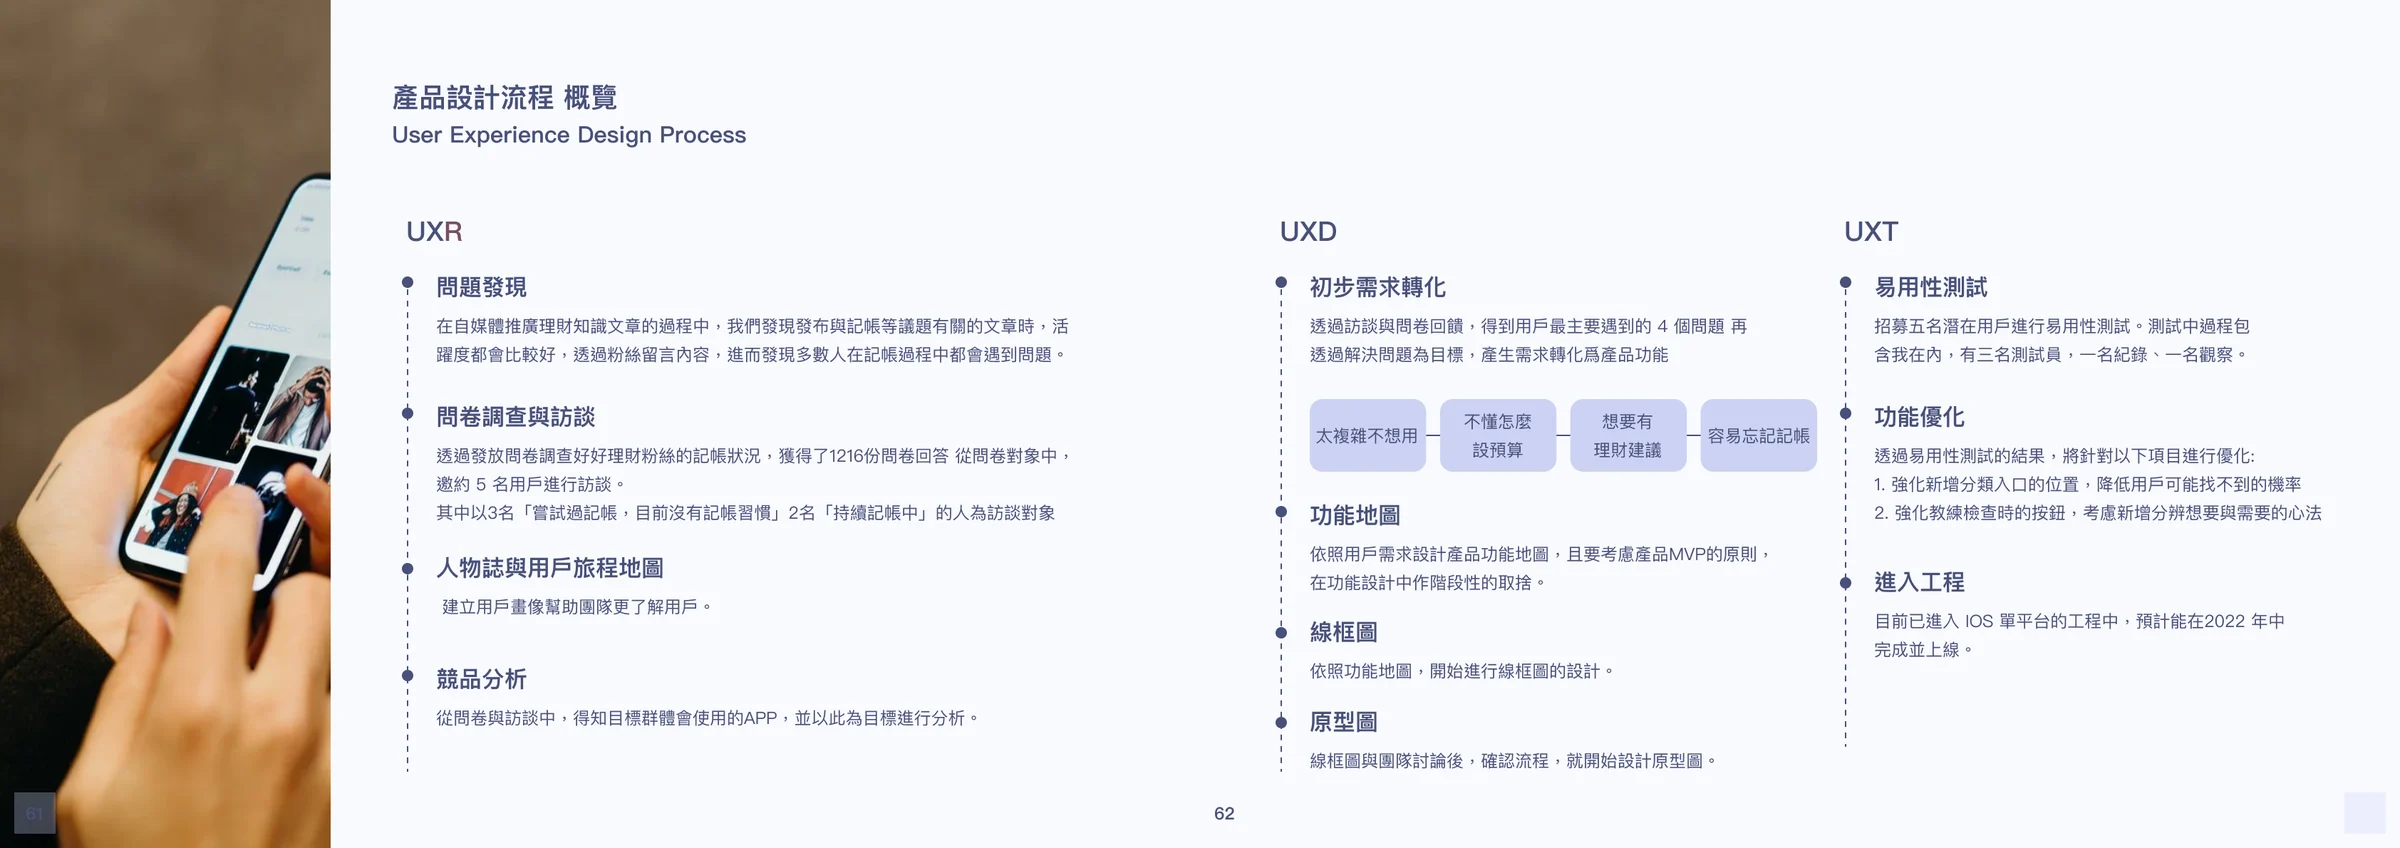 產品設計流程 概覽
User Experience Design Process
UXR
問題發現
在自媒體推廣理財知識文章的過程中，我們發現發布與記帳等議題有關的文章時，活
躍度都會比較好，透過粉絲留言內容，進而發現多數人在記帳過程中都會遇到問題。
問卷調查與訪談
透過發放問卷調查好好理財粉絲的記帳狀況，獲得了1216份問卷回答 從問卷對象中，
邀約 5 名用戶進行訪談。
其中以3名「嘗試過記帳，目前沒有記帳習慣」2名「持續記帳中」的人為訪談對象
人物誌與用戶旅程地圖
建立用戶畫像幫助團隊更了解用戶。
競品分析
從問卷與訪談中，得知目標群體會使用的APP，並以此為目標進行分析。
UXD
初步需求轉化
透過訪談與問卷回饋，得到用戶最主要遇到的 4 個問題 再
透過解決問題為目標，產生需求轉化爲產品功能
太複雜不想用
不懂怎麼
設預算
想要有
理財建議
容易忘記記帳
功能地圖
依照用戶需求設計產品功能地圖，且要考慮產品MVP的原則，
在功能設計中作階段性的取捨。
線框圖
依照功能地圖，開始進行線框圖的設計。
原型圖
線框圖與團隊討論後，確認流程，就開始設計原型圖。
UXT
易用性測試
招募五名潛在用戶進行易用性測試。測試中過程包
含我在內，有三名測試員，一名紀錄、一名觀察。
功能優化
透過易用性測試的結果，將針對以下項目進行優化:
1. 強化新增分類入口的位置，降低用戶可能找不到的機率
2. 強化教練檢查時的按鈕，考慮新增分辨想要與需要的心法
進入工程
目前已進入 IOS 單平台的工程中，預計能在2022 年中
完成並上線。
61
62